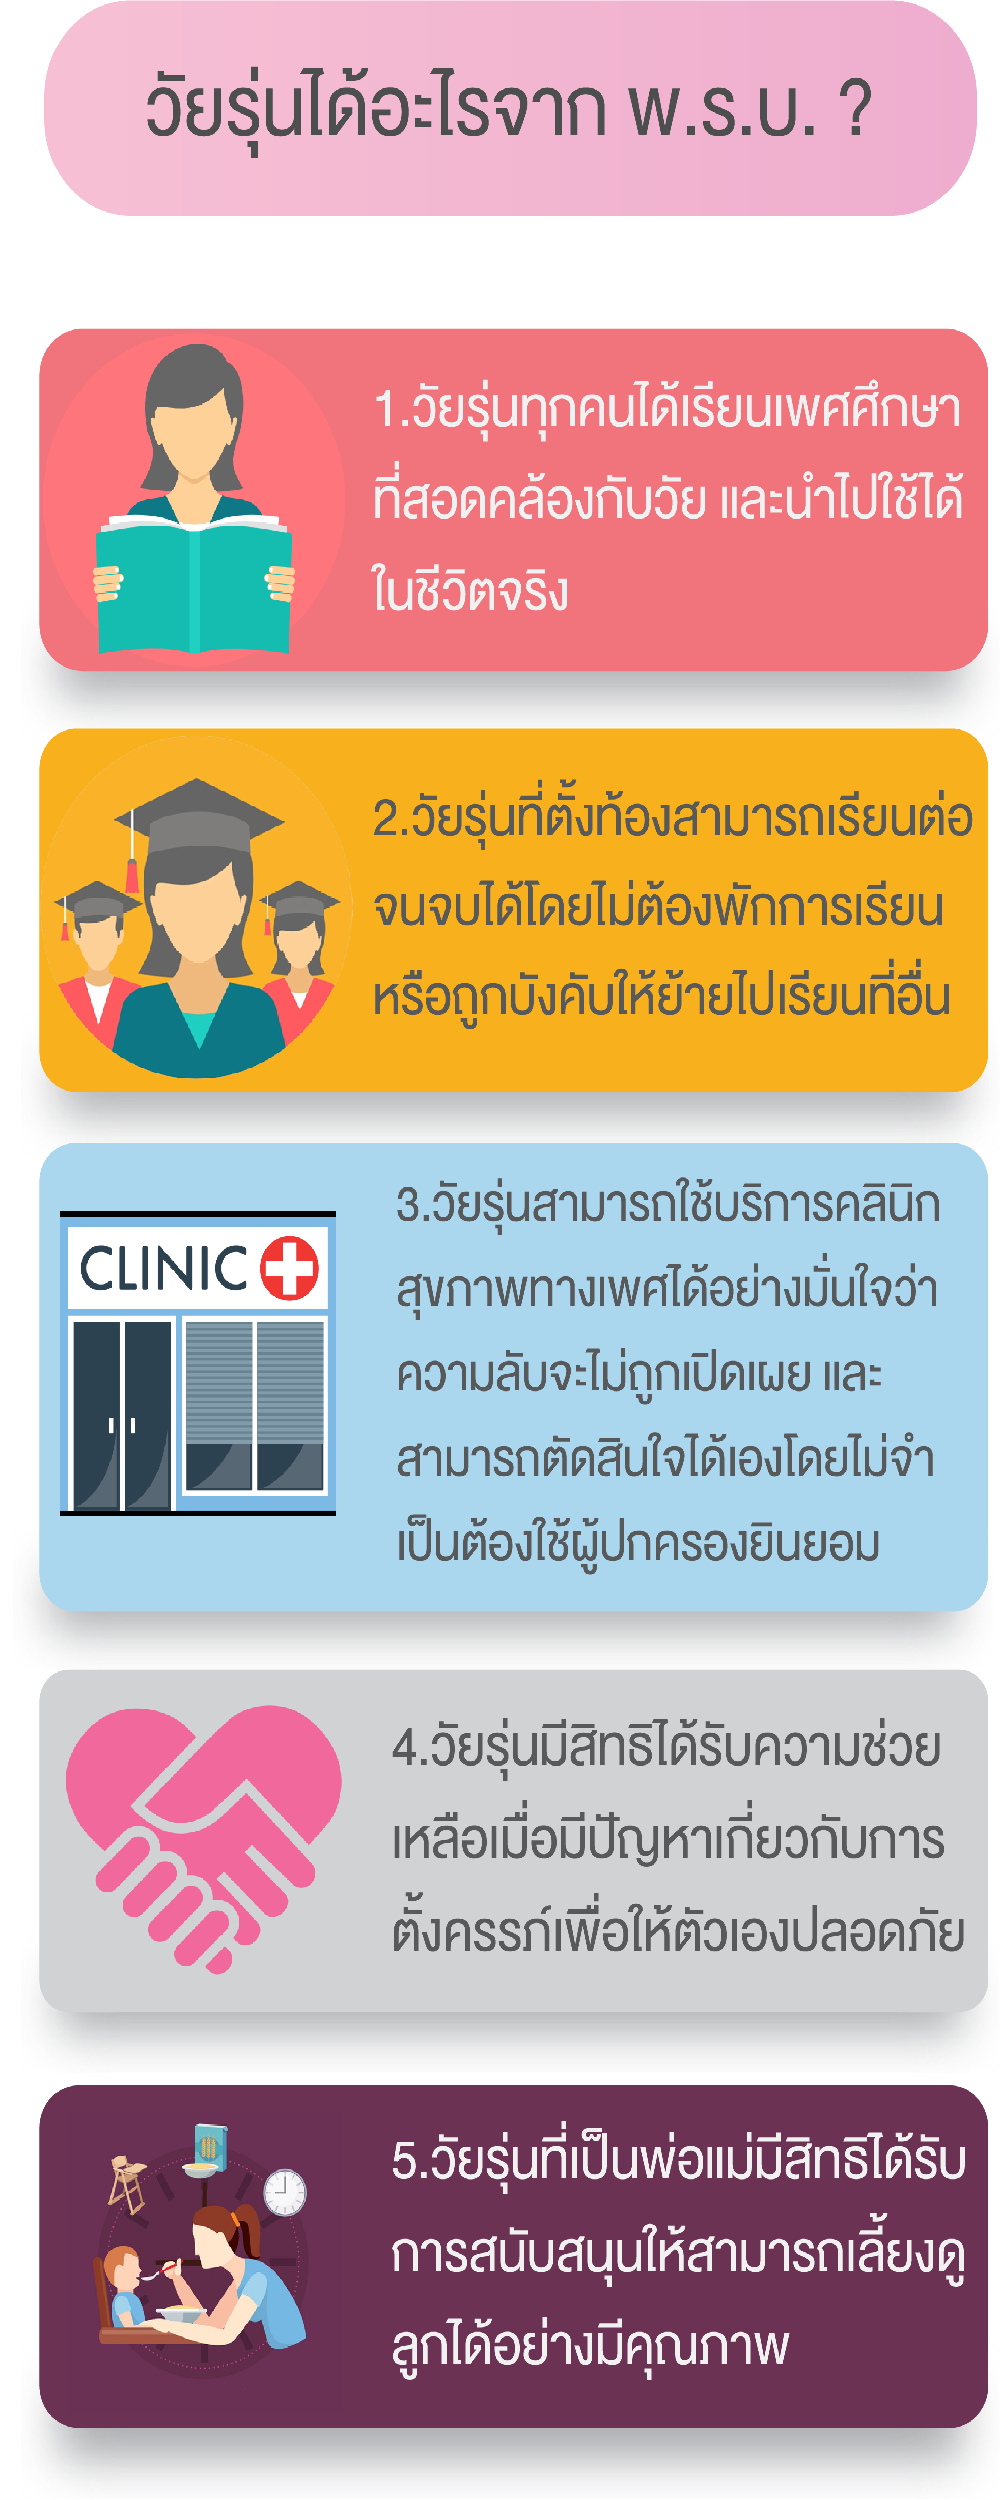 วัยรุ่นได้อะไรจาก พ.ร.บ. ?
1.วัยรุ่นทุกคนได้เรียนเพศศึกษา
ที่สอดคล้องกับวัย และนำไปใช้ได้
ในชีวิตจริง
2.วัยรุ่นที่ตั้งท้องสามารถเรียนต่อ
จนจบได้โดยไม่ต้องพักการเรียน
หรือถูกบังคับให้ย้ายไปเรียนที่อื่น
CLINIC
3.วัยรุ่นสามารถใช้บริการคลินิก
สุขภาพทางเพศได้อย่างมั่นใจว่า
ความลับจะไม่ถูกเปิดเผย และ
สามารถตัดสินใจได้เองโดยไม่จำ
เป็นต้องใช้ผู้ปกครองยินยอม
4.วัยรุ่นมีสิทธิได้รับความช่วย
เหลือเมื่อมีปัญหาเกี่ยวกับการ
ตั้งครรภ์เพื่อให้ตัวเองปลอดภัย
5.วัยรุ่นที่เป็นพ่อแม่มีสิทธิได้รับ
การสนับสนุนให้สามารถเลี้ยงดู
ลูกได้อย่างมีคุณภาพ